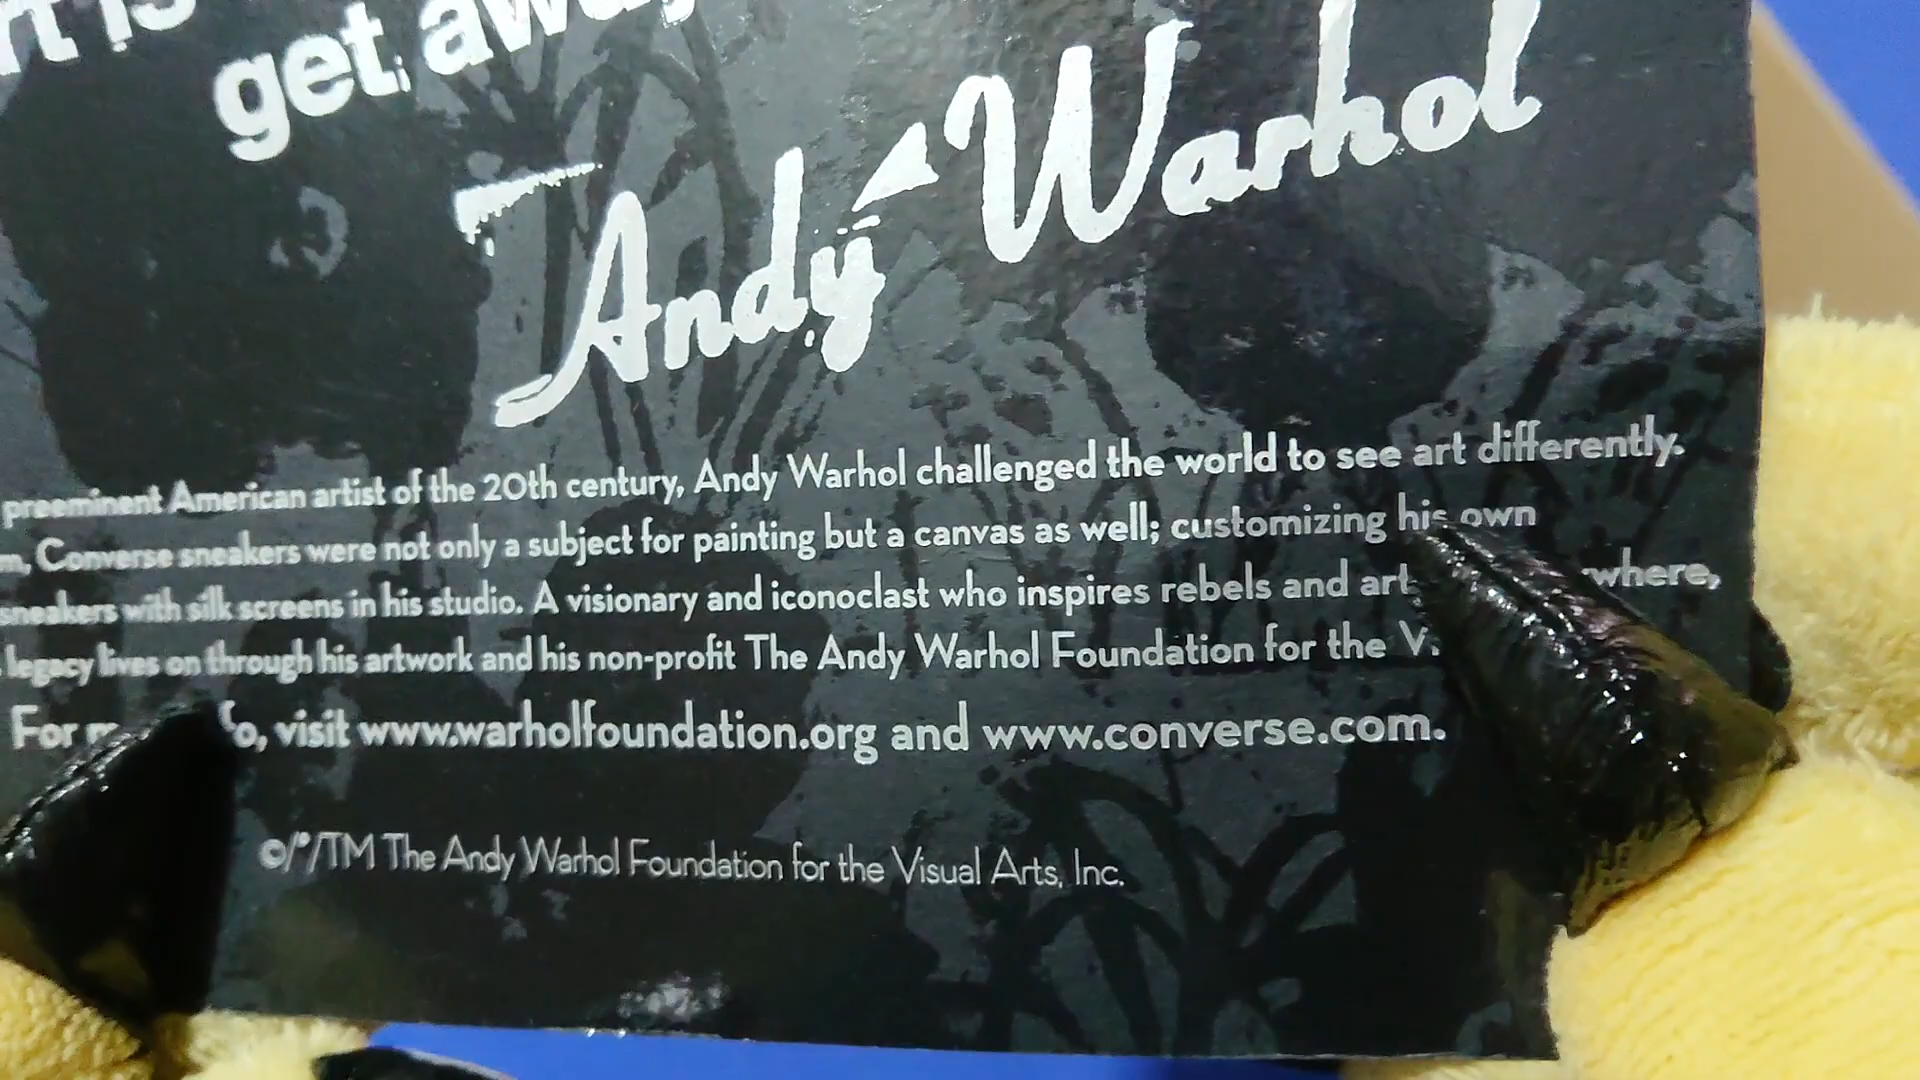 get away
Andy Warhol
preeminent American artist of the 20th century, Andy Warhol challenged the world to see art differently.
Converse sneakers were not only a subject for painting but a canvas as well; customizing his own
sneakers with silk screens in his studio. A visionary and iconoclast who inspires rebels and where,
legacy lives on through his artwork and his non-profit The Andy Warhol Foundation for the
For visit www.warholfoundation.org and www.converse.com.
©/®/TM The Andy Warhol Foundation for the Visual Arts, Inc.